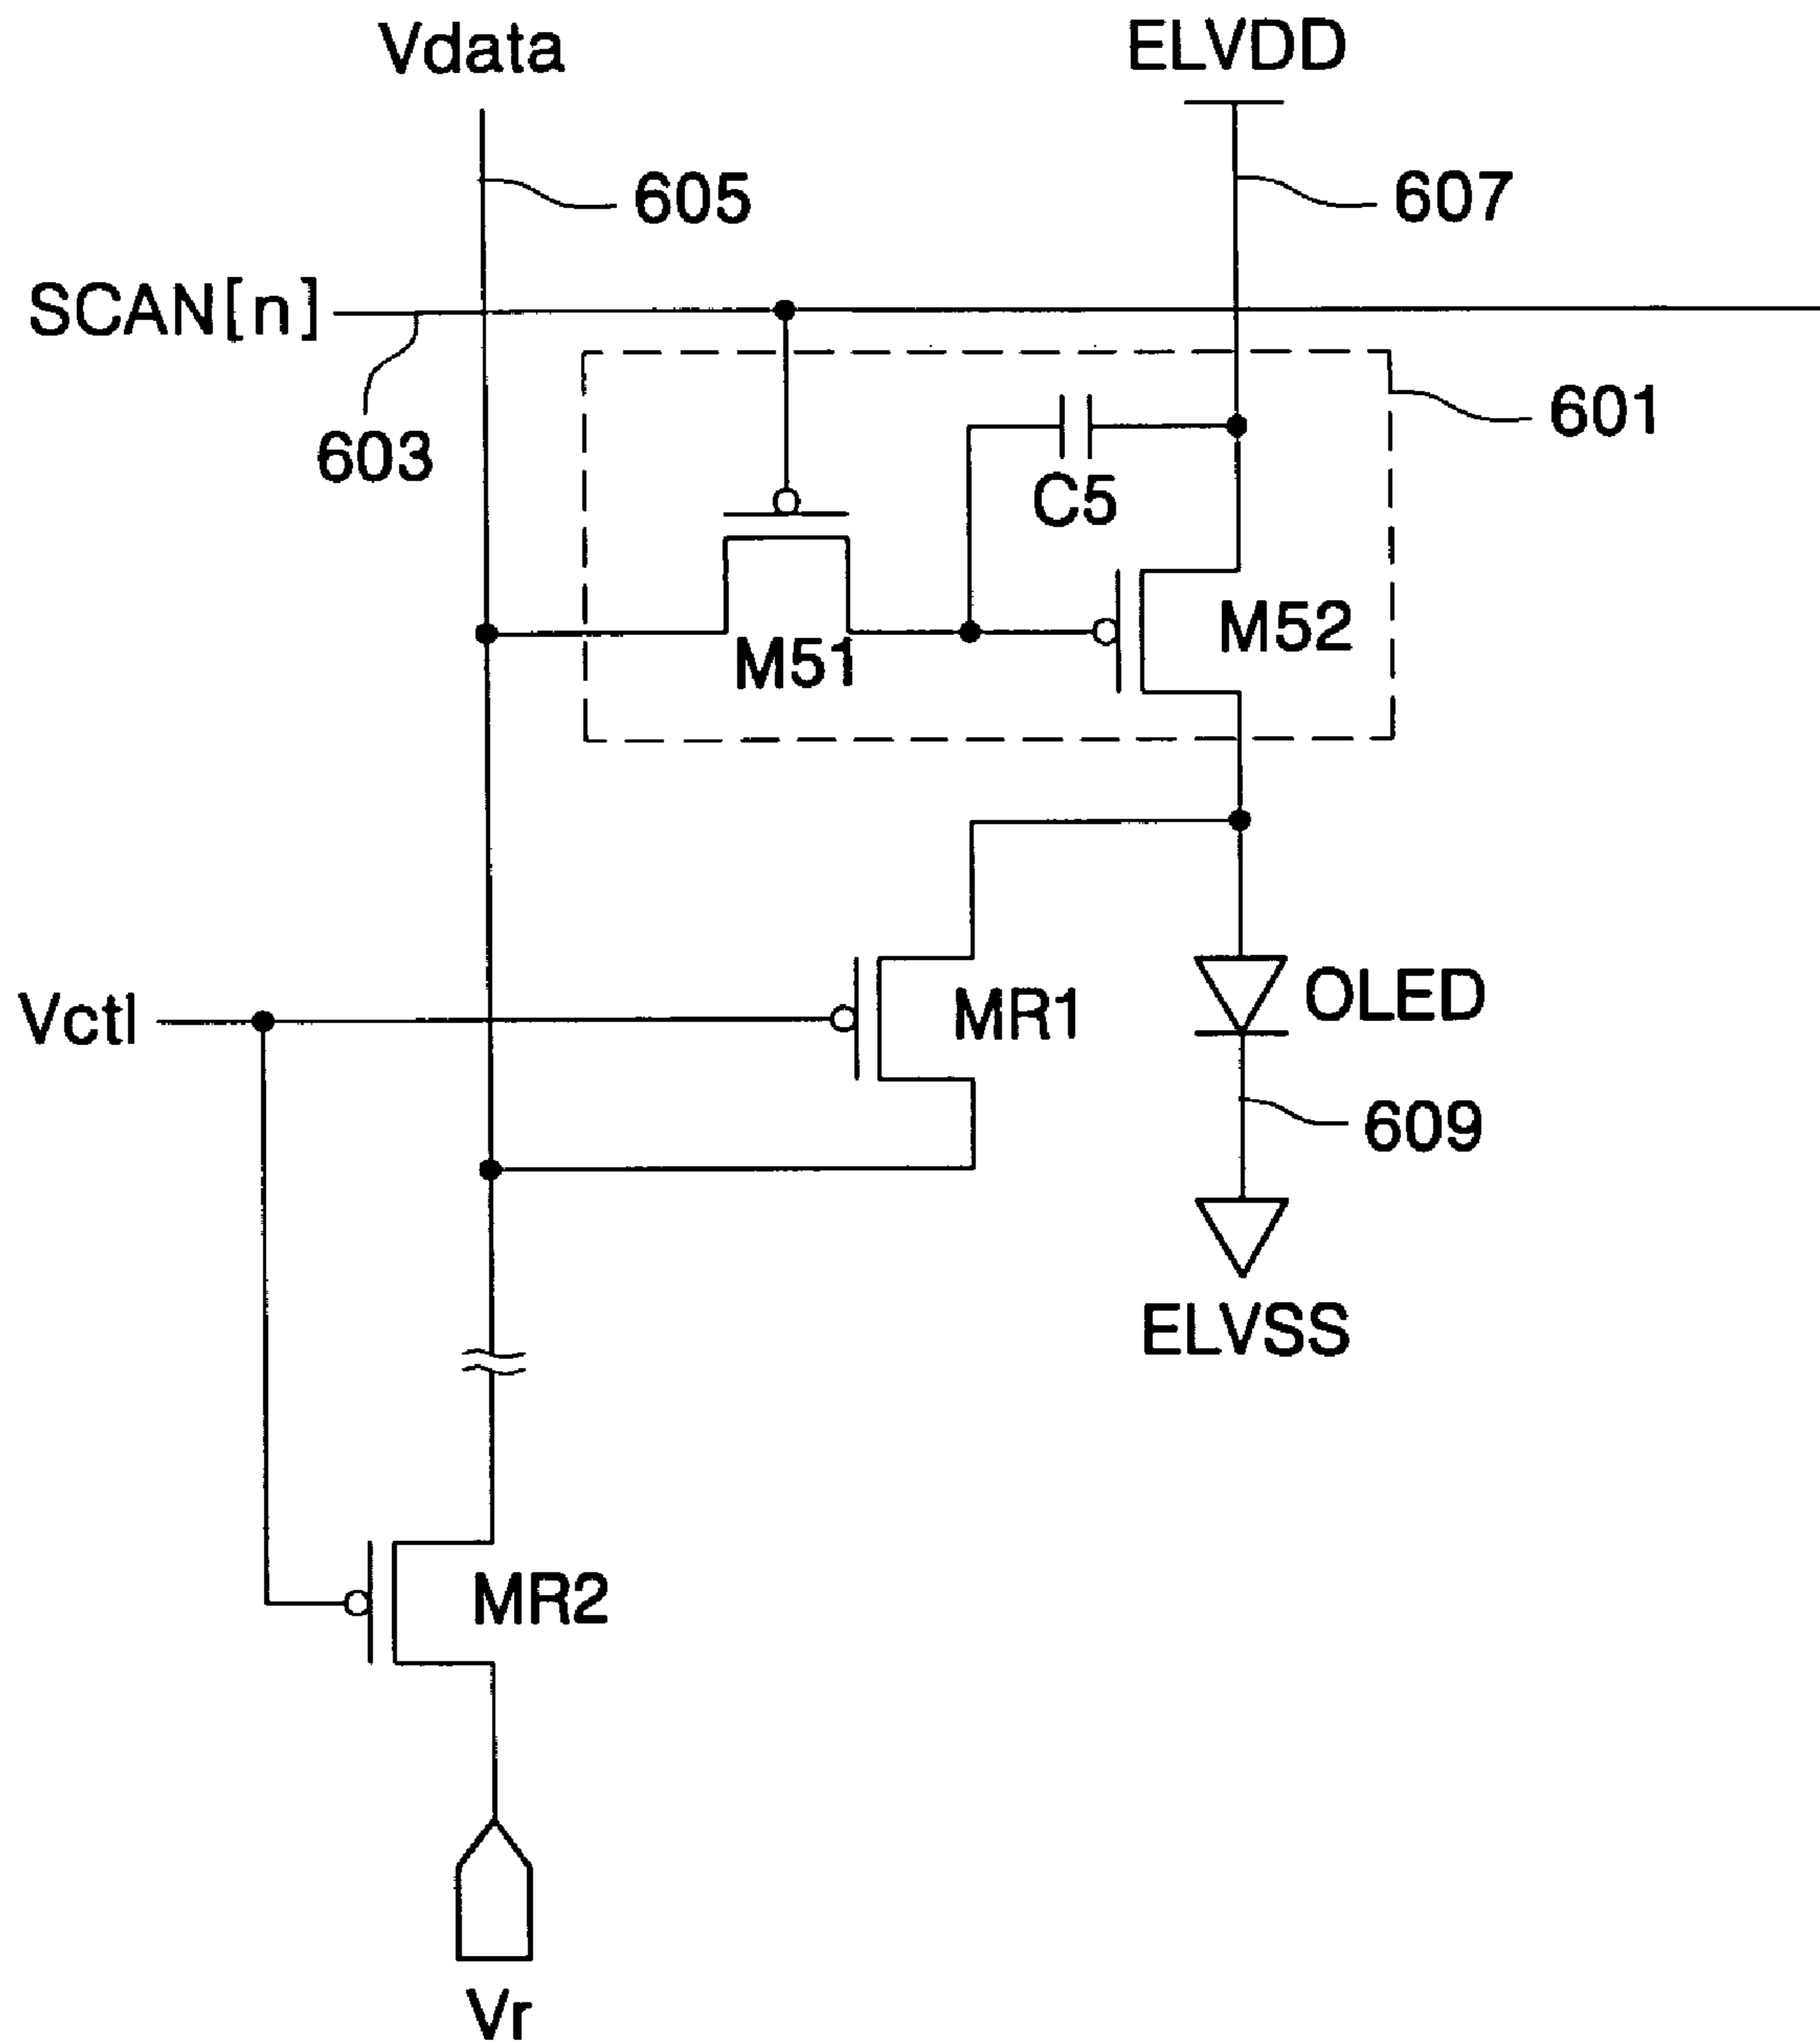 Vdata
ELVDD
605
607
SCAN[n]
603
601
C5
M51
M52
Vctl
MR1
OLED
609
ELVSS
MR2
Vr